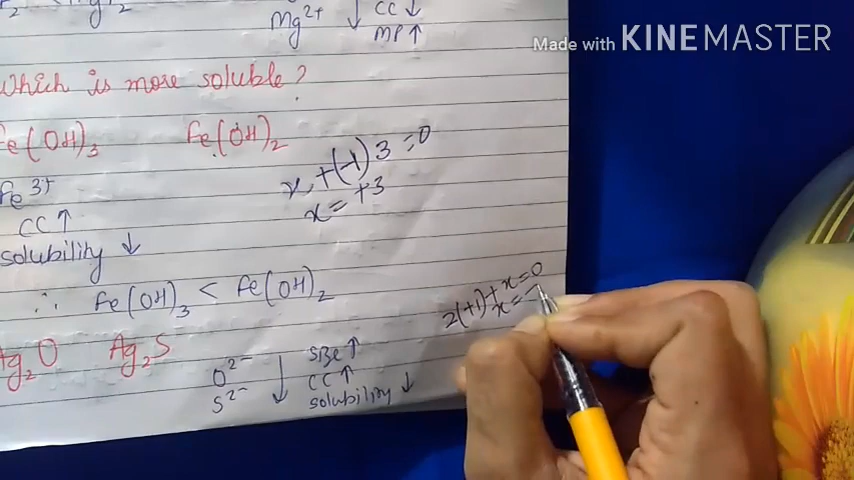 Mg²⁺ ↓ CC ↓
MP ↑
Made with KINEMASTER
Which is more soluble?
Fe(OH)₃ Fe(OH)₂
x + (-1)3 = 0
x = +3
Fe³⁺
CC ↑
solubility ↓
∴ Fe(OH)₃ < Fe(OH)₂
2(+1) + x = 0
x = -
Ag₂O Ag₂S
O²⁻ ↓ size ↑
S²⁻ CC ↑
solubility ↓